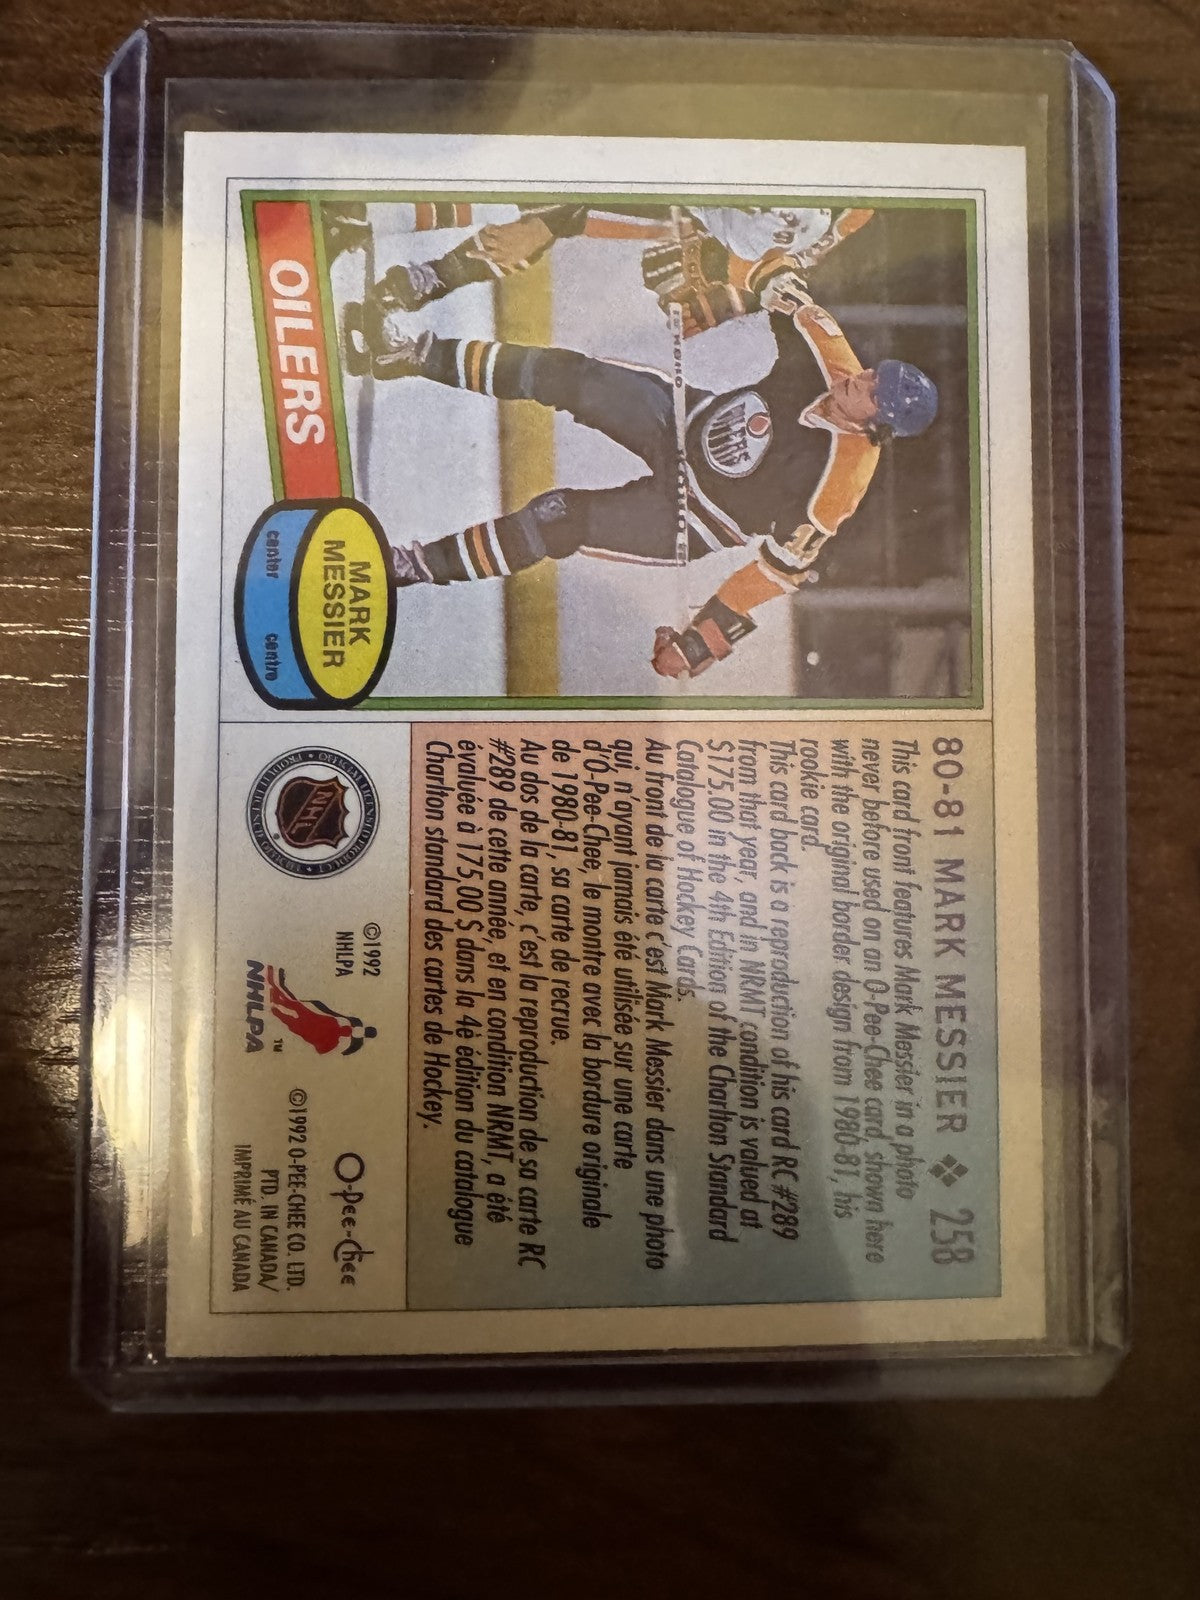 OILERS
MARK
MESSIER
center centre
80-81 MARK MESSIER ❖ 258
This card front features Mark Messier in a photo
never before used on an O-Pee-Chee card, shown here
with the original border design from 1980-81, his
rookie card.
This card back is a reproduction of his card RC #289
from that year, and in NRMT condition is valued at
$175.00 in the 4th Edition of the Charlton Standard
Catalogue of Hockey Cards.
Au front de la carte c'est Mark Messier dans une photo
qui n'ayant jamais été utilisée sur une carte
d'O-Pee-Chee, le montre avec la bordure originale
de 1980-81, sa carte de recrue.
Au dos de la carte, c'est la reproduction de sa carte RC
#289 de cette année, et en condition NRMT, a été
évaluée à 175,00 $ dans la 4è édition du catalogue
Charlton standard des cartes de Hockey.
NHL
©1992
NHLPA
NHLPA™
O-Pee-Chee
©1992 O-PEE-CHEE CO. LTD.
PTD. IN CANADA/
IMPRIMÉ AU CANADA